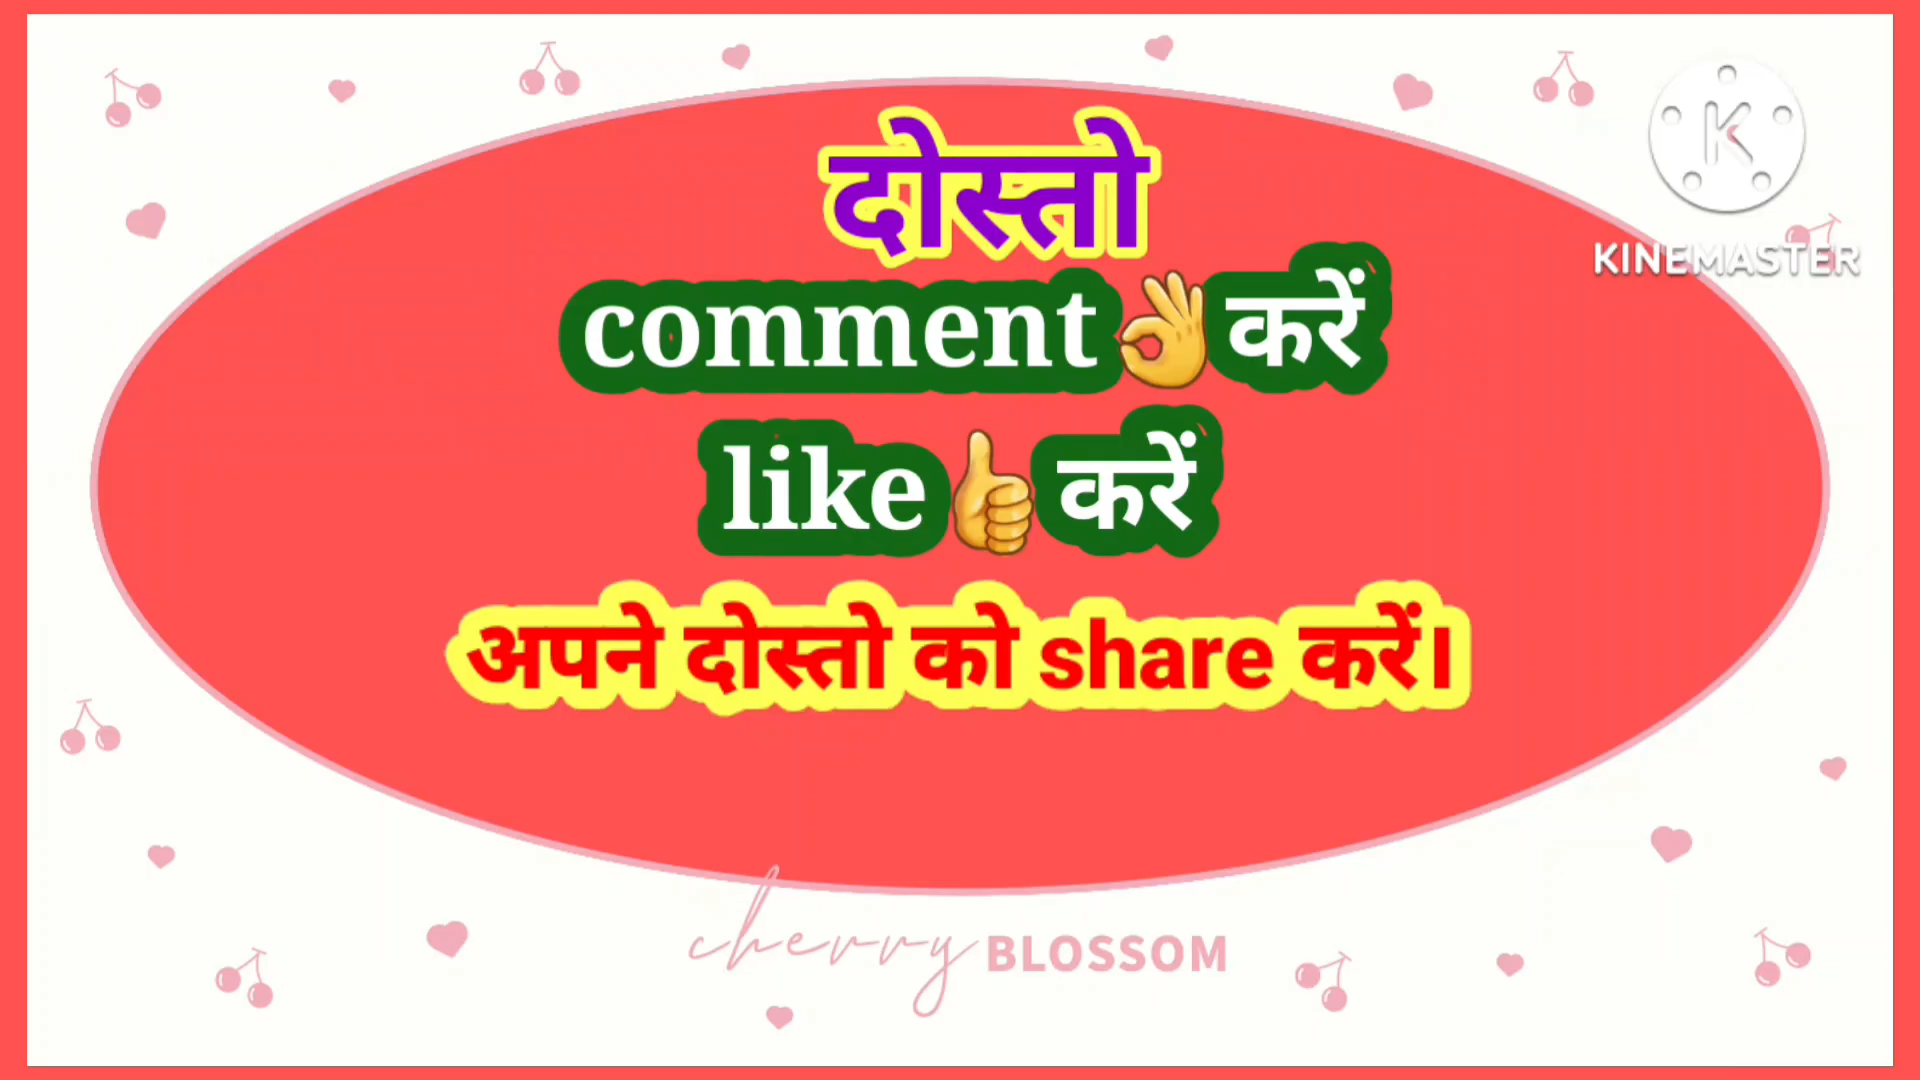 दोस्तो
comment👌करें
like👍करें
अपने दोस्तो को share करें।
KINEMASTER
cherry BLOSSOM